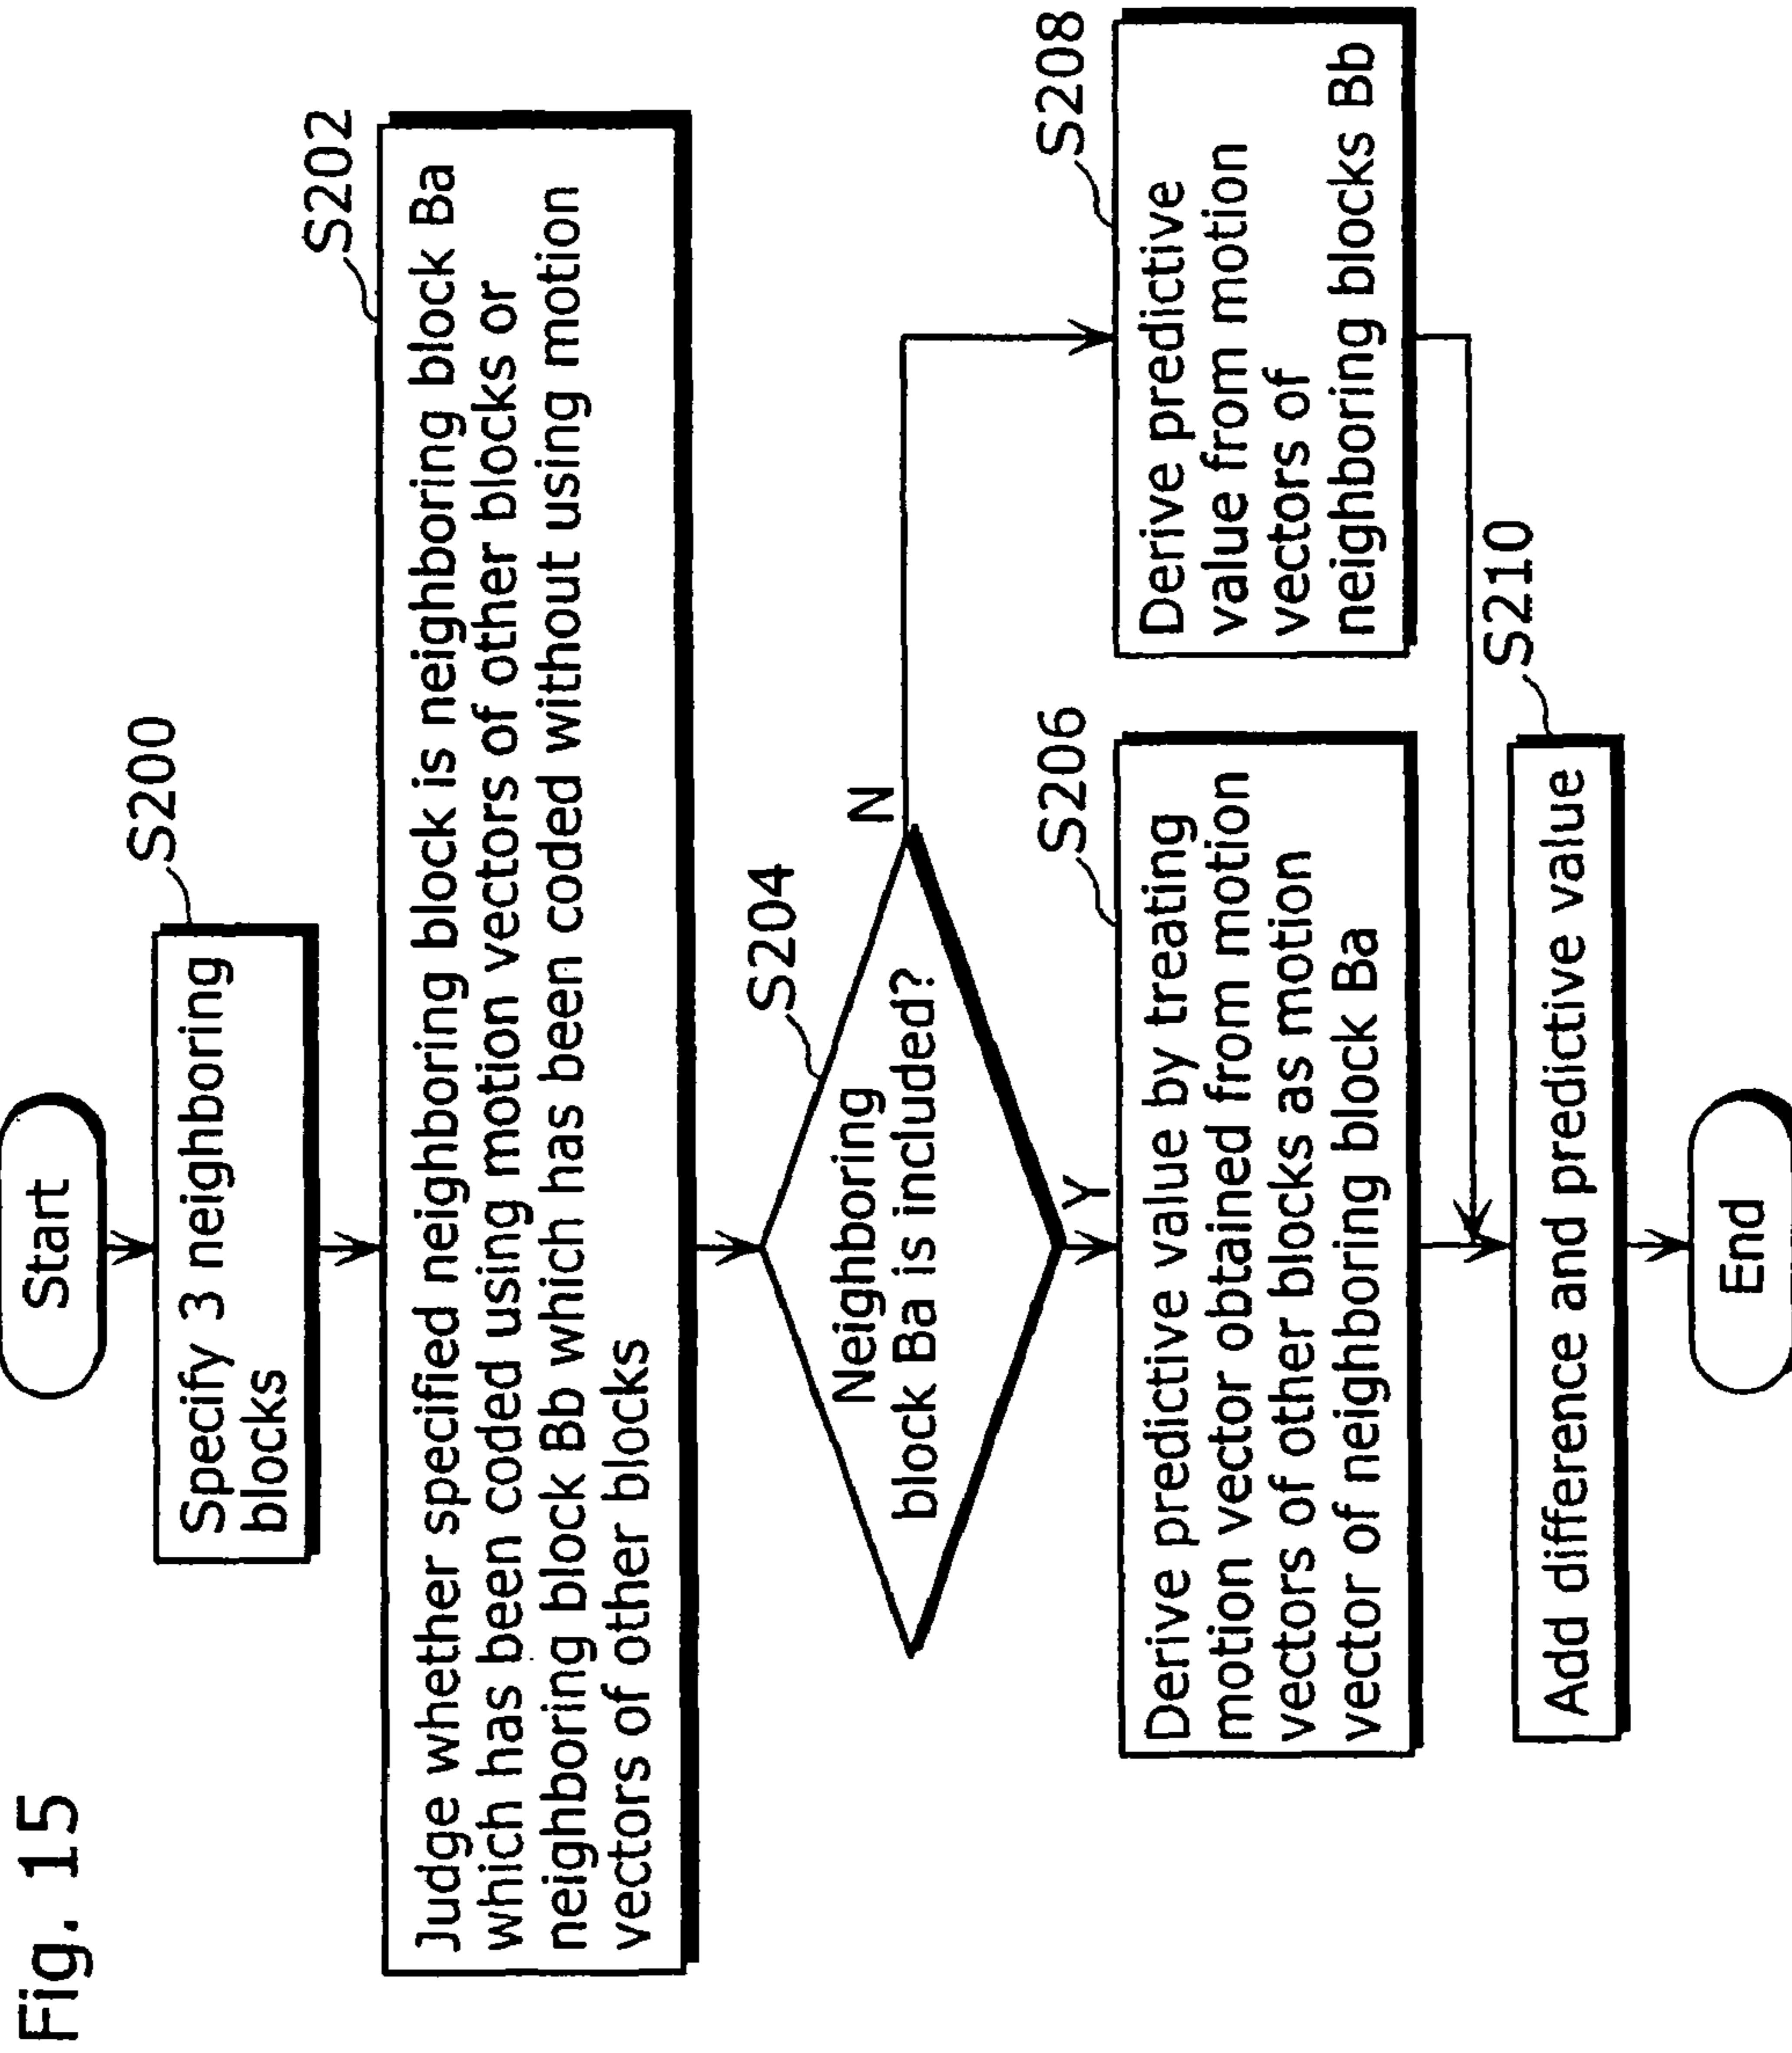 Fig. 15
Start
S200
Specify 3 neighboring
blocks
S202
Judge whether specified neighboring block is neighboring block Ba
which has been coded using motion vectors of other blocks or
neighboring block Bb which has been coded without using motion
vectors of other blocks
S204
Neighboring
block Ba is included?
N
Y
S206
Derive predictive value by treating
motion vector obtained from motion
vectors of other blocks as motion
vector of neighboring block Ba
S208
Derive predictive
value from motion
vectors of
neighboring blocks Bb
S210
Add difference and predictive value
End